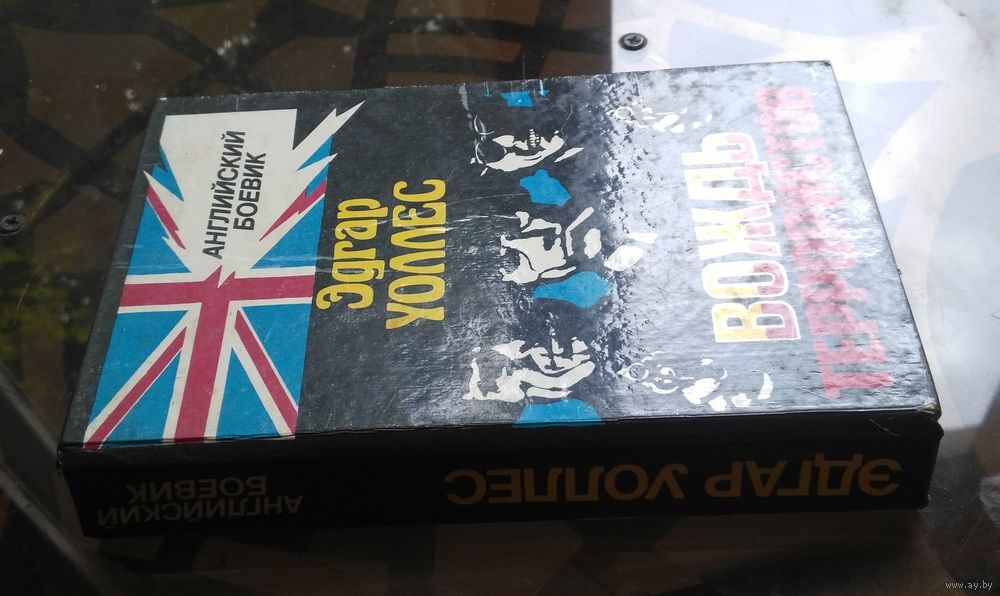 АНГЛИЙСКИЙ
БОЕВИК
Эдгар
УОЛЛЕС
ВОЖДЬ
ТЕРРОРИСТОВ
АНГЛИЙСКИЙ
БОЕВИК
ЭДГАР УОЛЛЕС
www.ay.by